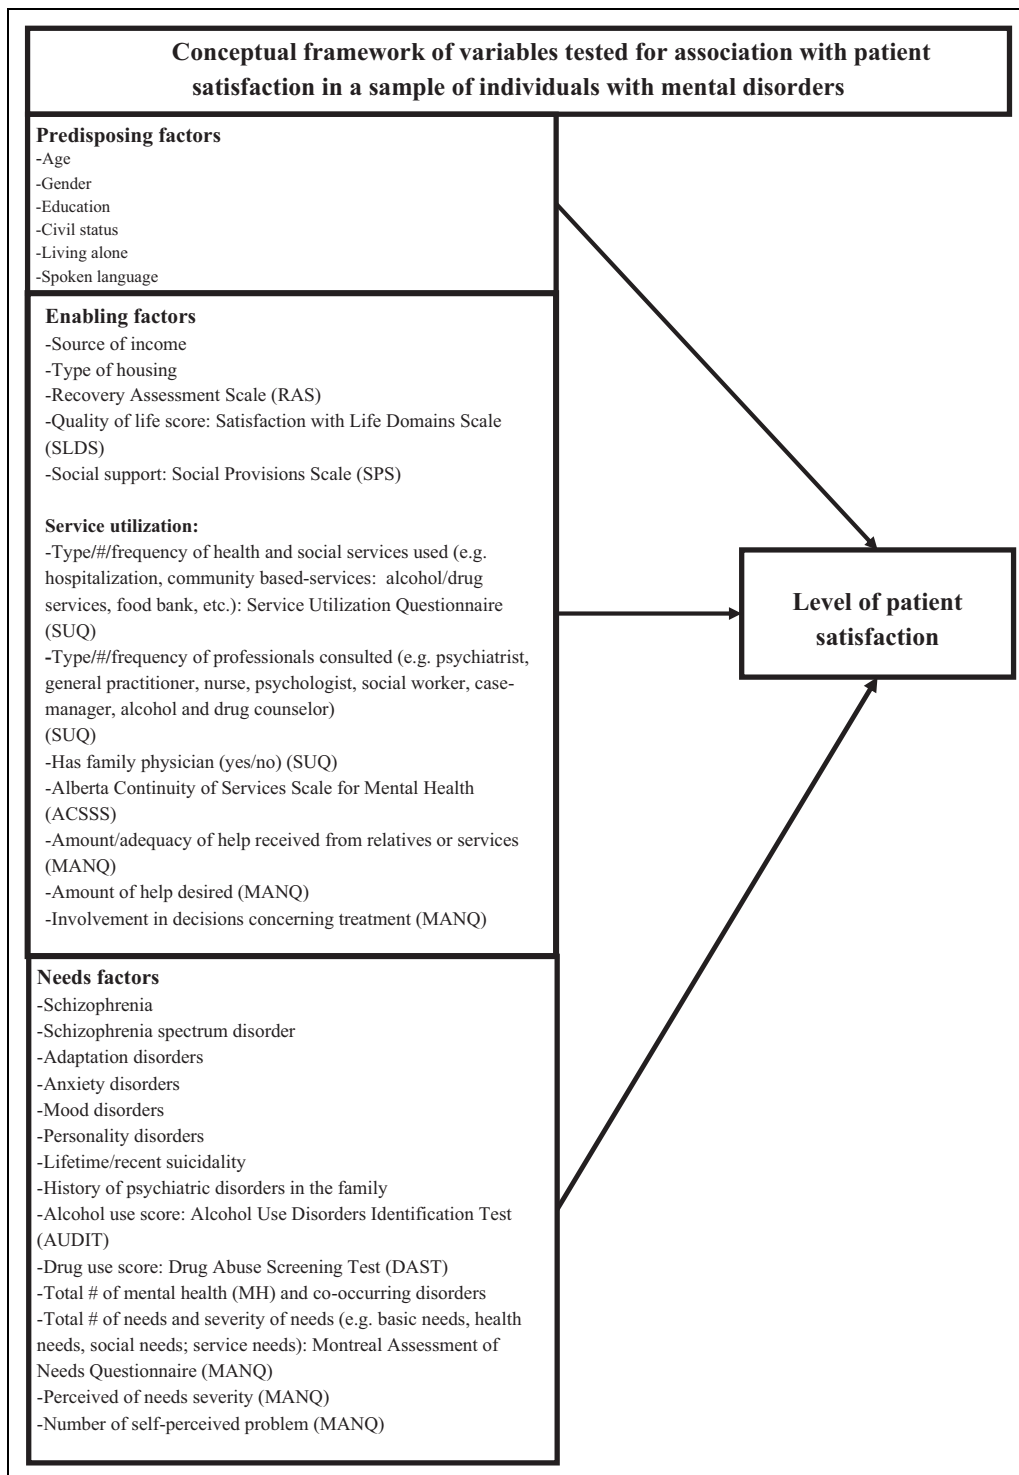 Conceptual framework of variables tested for association with patient
satisfaction in a sample of individuals with mental disorders
Predisposing factors
-Age
-Gender
-Education
-Civil status
-Living alone
-Spoken language
Enabling factors
-Source of income
-Type of housing
-Recovery Assessment Scale (RAS)
-Quality of life score: Satisfaction with Life Domains Scale
(SLDS)
-Social support: Social Provisions Scale (SPS)
Service utilization:
-Type/#/frequency of health and social services used (e.g.
hospitalization, community based-services: alcohol/drug
services, food bank, etc.): Service Utilization Questionnaire
(SUQ)
-Type/#/frequency of professionals consulted (e.g. psychiatrist,
general practitioner, nurse, psychologist, social worker, case-
manager, alcohol and drug counselor)
(SUQ)
-Has family physician (yes/no) (SUQ)
-Alberta Continuity of Services Scale for Mental Health
(ACSSS)
-Amount/adequacy of help received from relatives or services
(MANQ)
-Amount of help desired (MANQ)
-Involvement in decisions concerning treatment (MANQ)
Needs factors
-Schizophrenia
-Schizophrenia spectrum disorder
-Adaptation disorders
-Anxiety disorders
-Mood disorders
-Personality disorders
-Lifetime/recent suicidality
-History of psychiatric disorders in the family
-Alcohol use score: Alcohol Use Disorders Identification Test
(AUDIT)
-Drug use score: Drug Abuse Screening Test (DAST)
-Total # of mental health (MH) and co-occurring disorders
-Total # of needs and severity of needs (e.g. basic needs, health
needs, social needs; service needs): Montreal Assessment of
Needs Questionnaire (MANQ)
-Perceived of needs severity (MANQ)
-Number of self-perceived problem (MANQ)
Level of patient
satisfaction